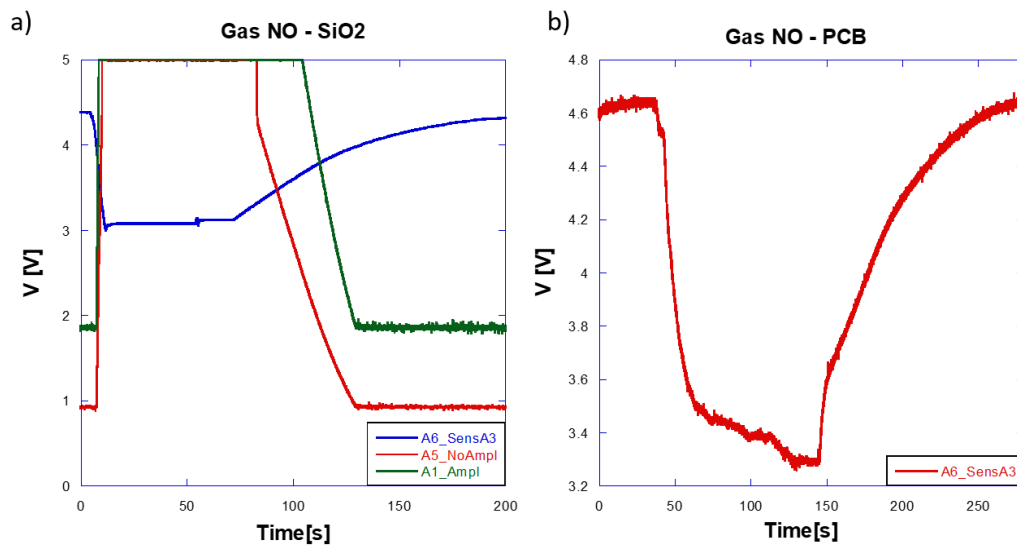 a)
Gas NO - SiO2
5
4
3
2
1
0
V [V]
0
50
100
150
200
Time[s]
A6_SensA3
A5_NoAmpl
A1_Ampl
b)
Gas NO - PCB
4.8
4.6
4.4
4.2
4
3.8
3.6
3.4
3.2
V [V]
0
50
100
150
200
250
Time[s]
A6_SensA3